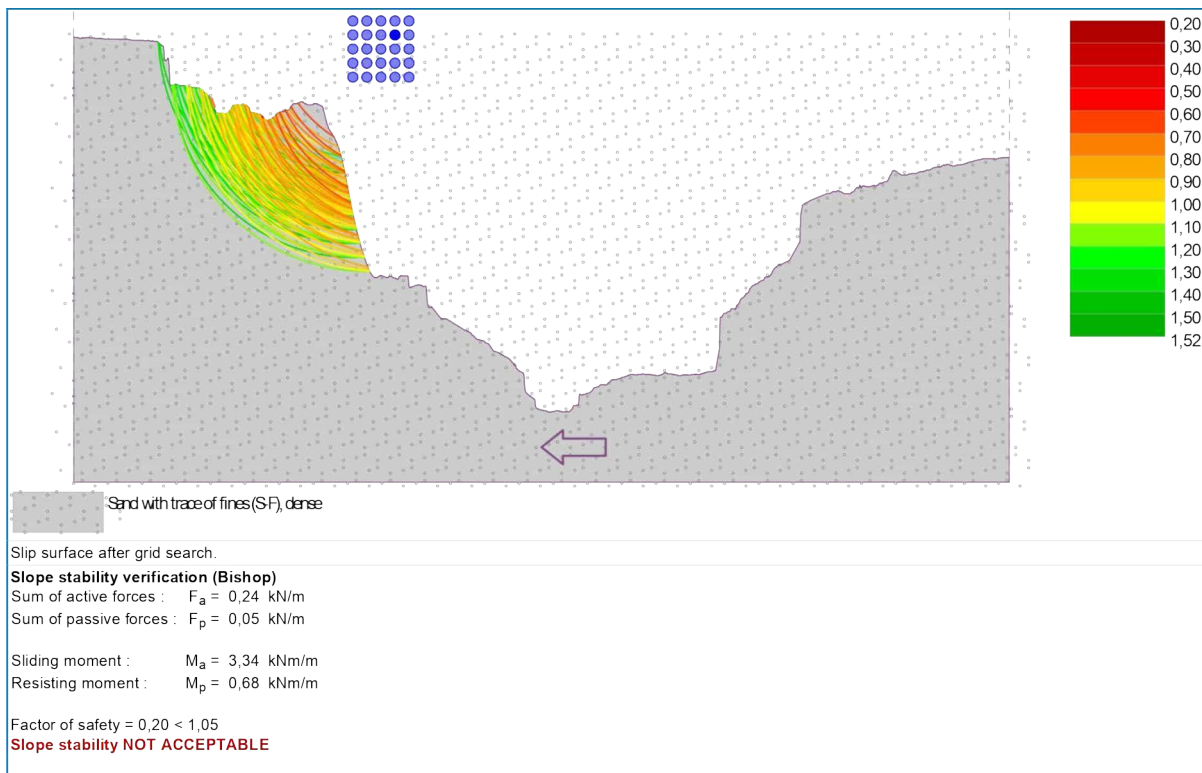 0,20
0,30
0,40
0,50
0,60
0,70
0,80
0,90
1,00
1,10
1,20
1,30
1,40
1,50
1,52
Sand with trace of fines (S-F), dense
Slip surface after grid search.
Slope stability verification (Bishop)
Sum of active forces : Fa = 0,24 kN/m
Sum of passive forces : Fp = 0,05 kN/m
Sliding moment : Ma = 3,34 kNm/m
Resisting moment : Mp = 0,68 kNm/m
Factor of safety = 0,20 < 1,05
Slope stability NOT ACCEPTABLE